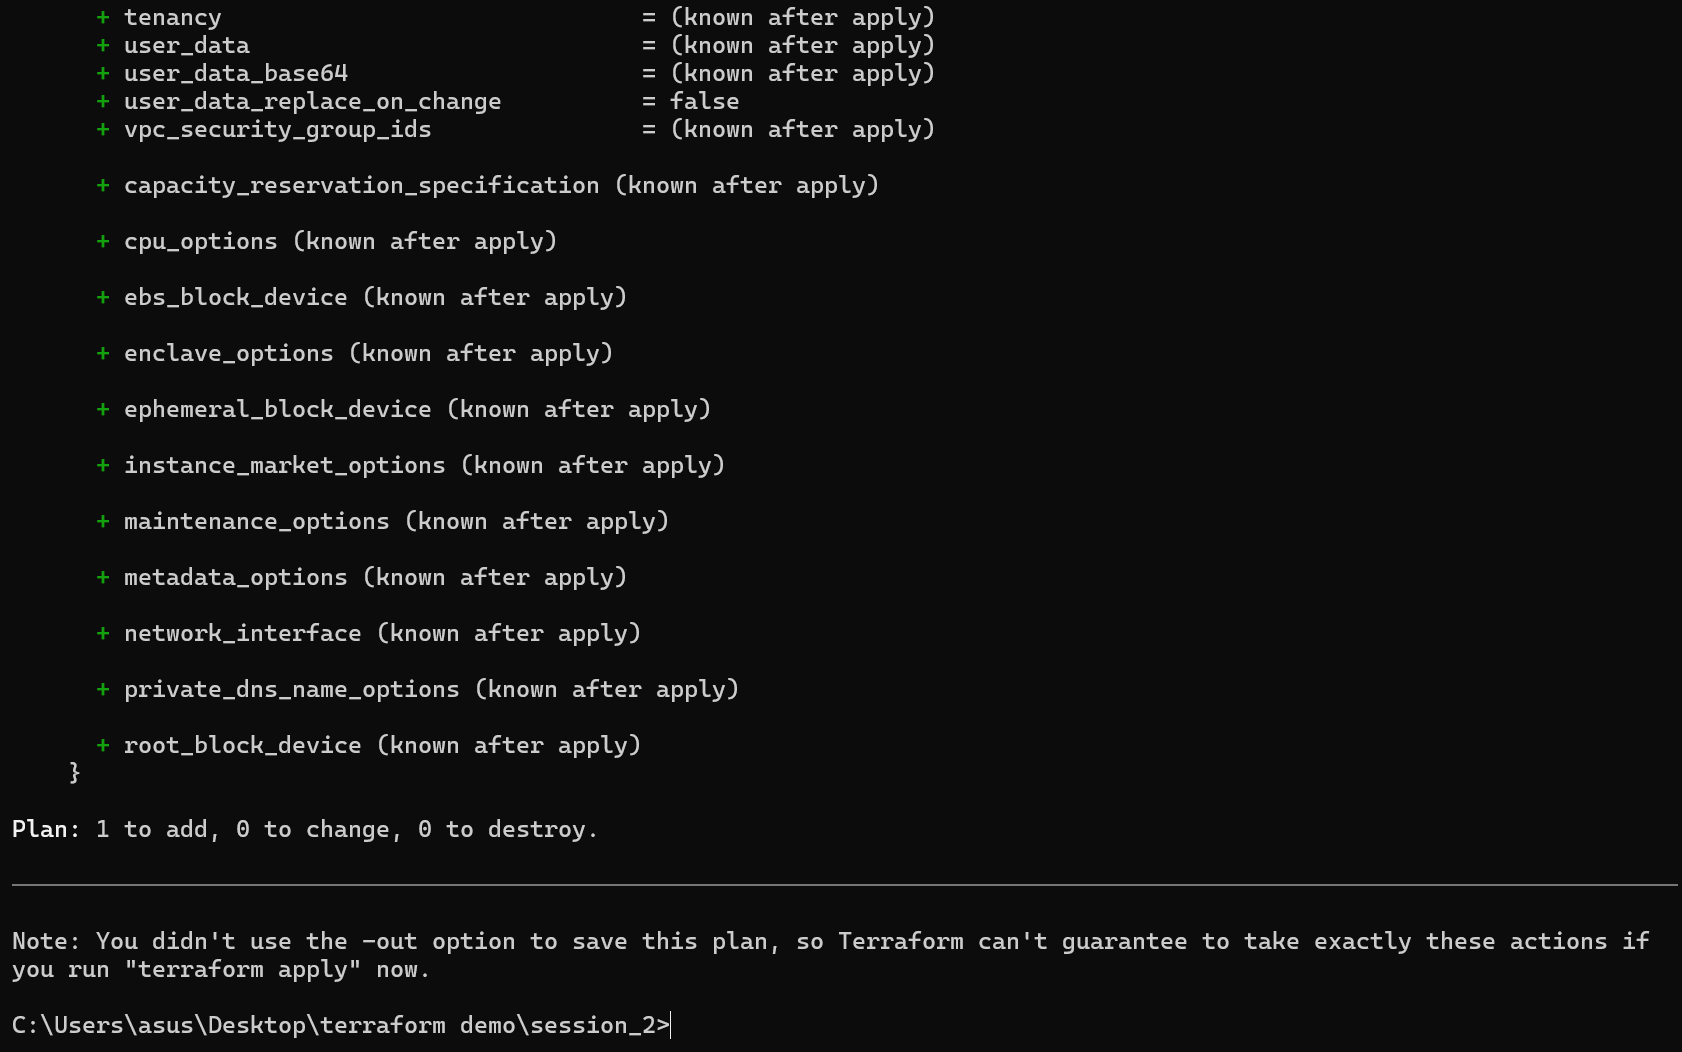 + tenancy                              = (known after apply)
+ user_data                            = (known after apply)
+ user_data_base64                     = (known after apply)
+ user_data_replace_on_change          = false
+ vpc_security_group_ids               = (known after apply)
+ capacity_reservation_specification (known after apply)
+ cpu_options (known after apply)
+ ebs_block_device (known after apply)
+ enclave_options (known after apply)
+ ephemeral_block_device (known after apply)
+ instance_market_options (known after apply)
+ maintenance_options (known after apply)
+ metadata_options (known after apply)
+ network_interface (known after apply)
+ private_dns_name_options (known after apply)
+ root_block_device (known after apply)
}
Plan: 1 to add, 0 to change, 0 to destroy.
Note: You didn't use the -out option to save this plan, so Terraform can't guarantee to take exactly these actions if
you run "terraform apply" now.
C:\Users\asus\Desktop\terraform demo\session_2>